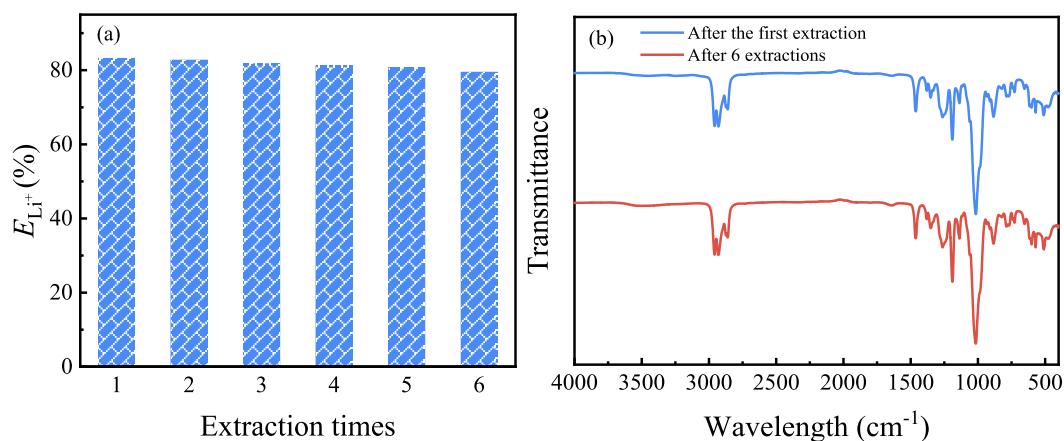 (a)
E_Li⁺ (%)
80
60
40
20
0
1 2 3 4 5 6
Extraction times
(b)
After the first extraction
After 6 extractions
Transmittance
4000 3500 3000 2500 2000 1500 1000 500
Wavelength (cm⁻¹)